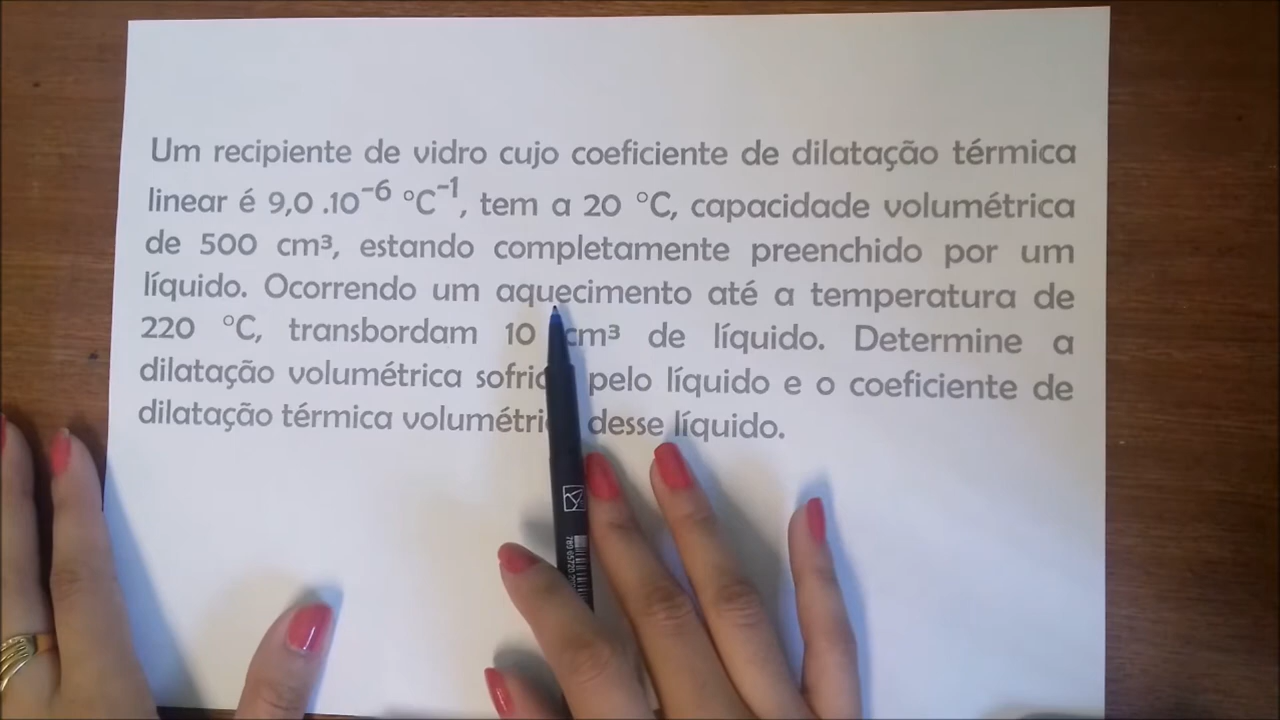 Um recipiente de vidro cujo coeficiente de dilatação térmica
linear é 9,0 .10⁻⁶ °C⁻¹, tem a 20 °C, capacidade volumétrica
de 500 cm³, estando completamente preenchido por um
líquido. Ocorrendo um aquecimento até a temperatura de
220 °C, transbordam 10 cm³ de líquido. Determine a
dilatação volumétrica pelo líquido e o coeficiente de
dilatação térmica desse líquido.